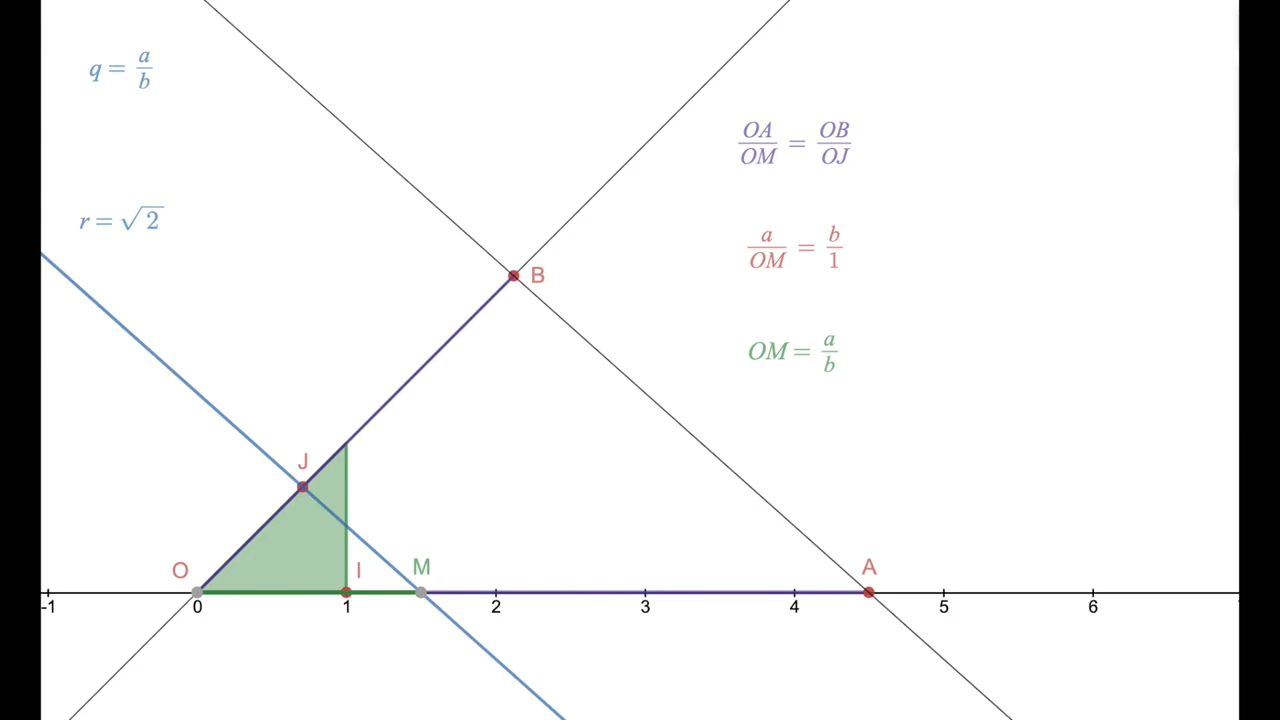 q = a/b
OA/OM = OB/OJ
r = √2
a/OM = b/1
B
OM = a/b
J
O I M A
-1 0 1 2 3 4 5 6